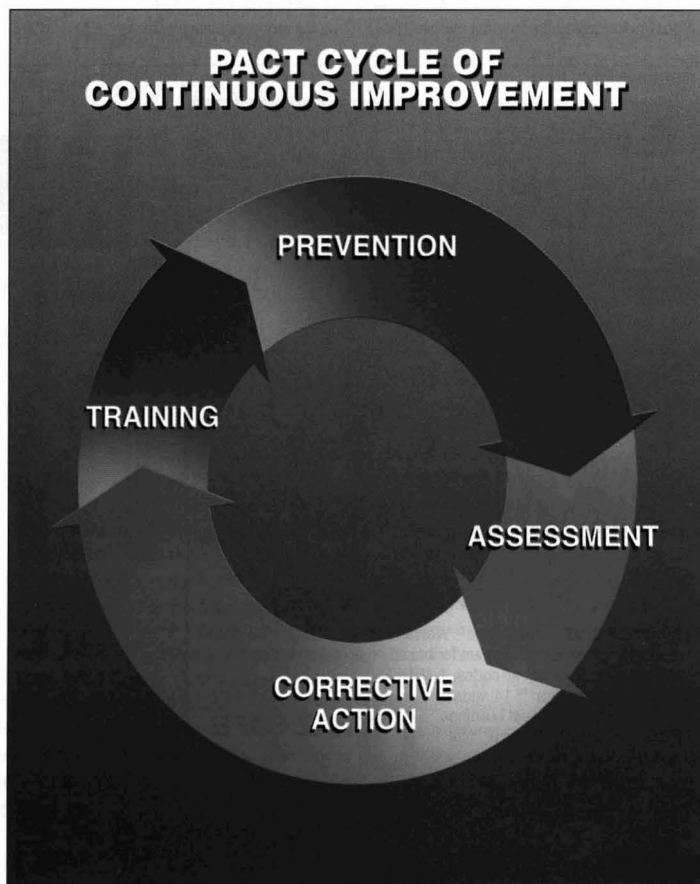 PACT CYCLE OF
CONTINUOUS IMPROVEMENT
PREVENTION
TRAINING
ASSESSMENT
CORRECTIVE
ACTION